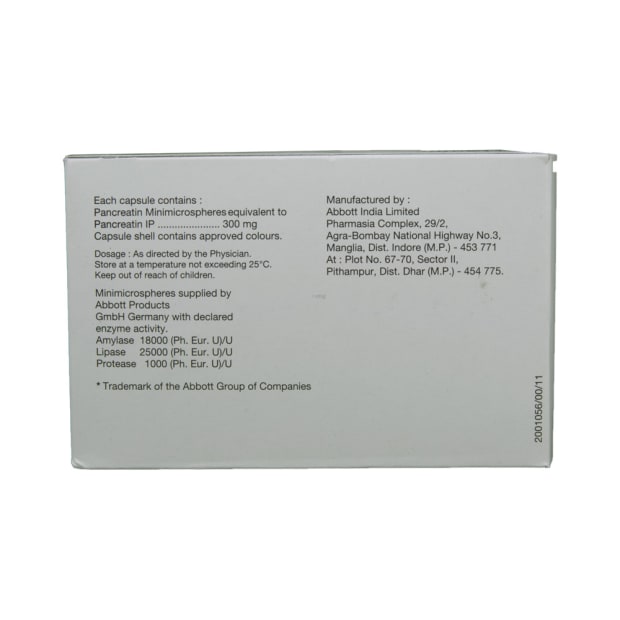 Each capsule contains :
Pancreatin Minimicrospheres equivalent to
Pancreatin IP ...................... 300 mg
Capsule shell contains approved colours.
Dosage : As directed by the Physician.
Store at a temperature not exceeding 25°C.
Keep out of reach of children.
Minimicrospheres supplied by
Abbott Products
GmbH Germany with declared
enzyme activity.
Amylase 18000 (Ph. Eur. U)/U
Lipase 25000 (Ph. Eur. U)/U
Protease 1000 (Ph. Eur. U)/U
* Trademark of the Abbott Group of Companies
Manufactured by :
Abbott India Limited
Pharmasia Complex, 29/2,
Agra-Bombay National Highway No.3,
Manglia, Dist. Indore (M.P.) - 453 771
At : Plot No. 67-70, Sector II,
Pithampur, Dist. Dhar (M.P.) - 454 775.
2001056/00/11